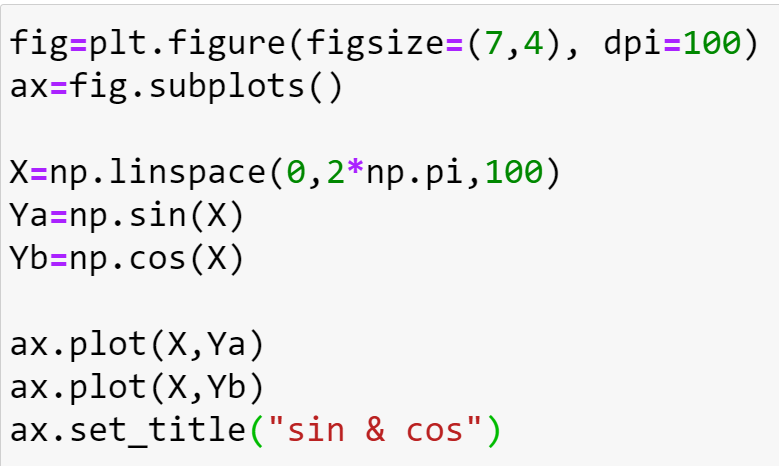 fig=plt.figure(figsize=(7,4), dpi=100)
ax=fig.subplots()

X=np.linspace(0,2*np.pi,100)
Ya=np.sin(X)
Yb=np.cos(X)

ax.plot(X,Ya)
ax.plot(X,Yb)
ax.set_title("sin & cos")